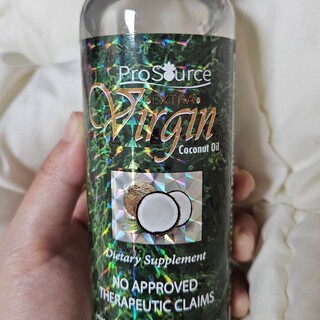 ProSource
EXTRA
Virgin
Coconut Oil
Dietary Supplement
NO APPROVED
THERAPEUTIC CLAIMS